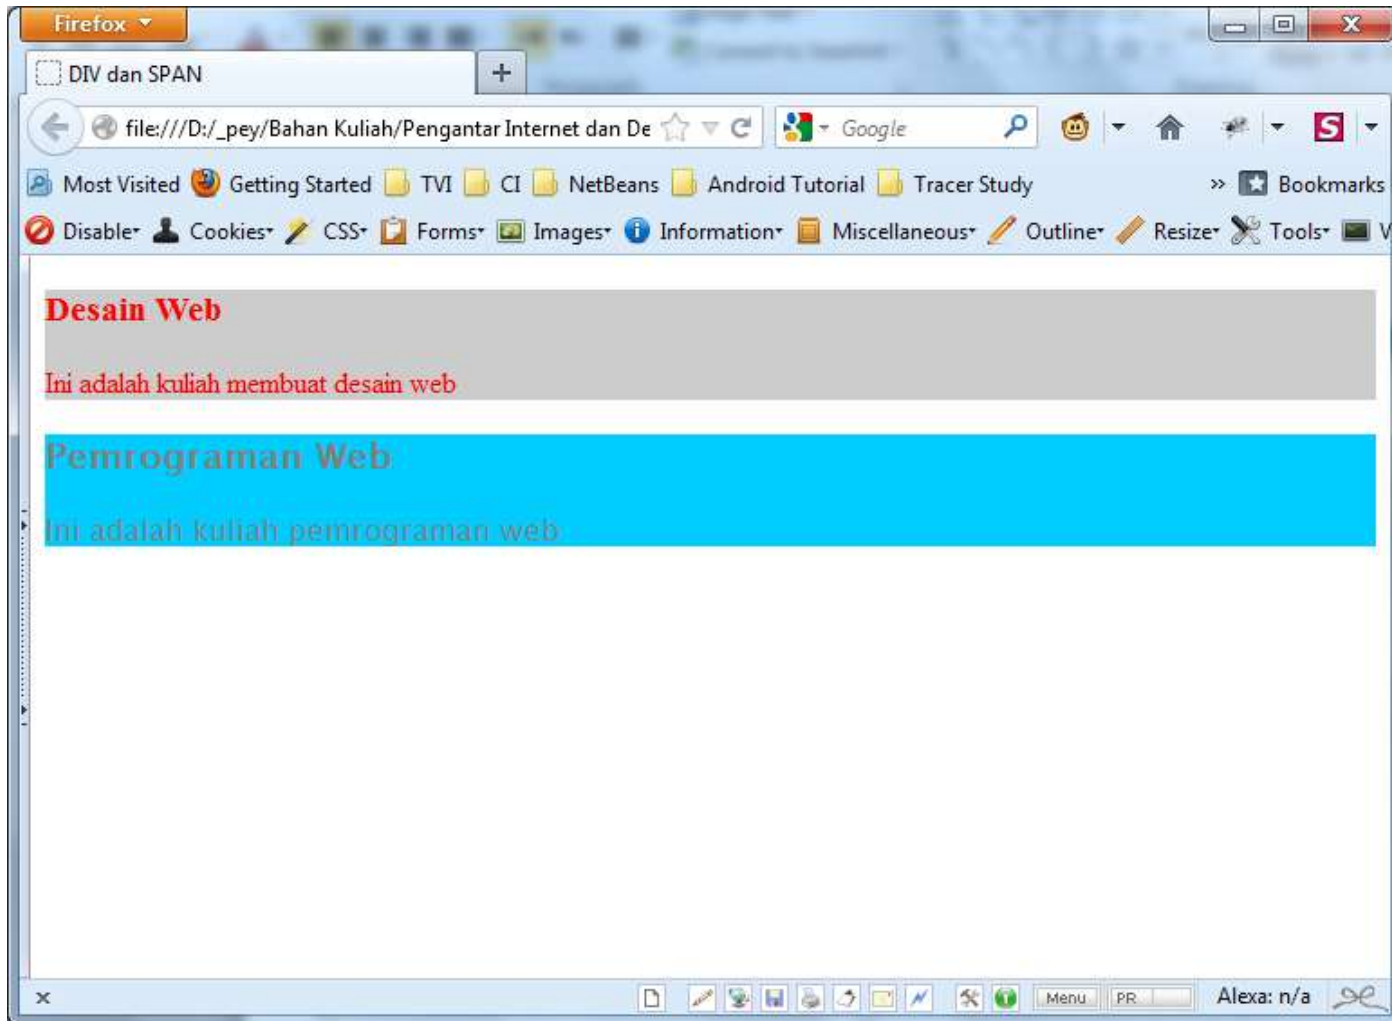 Firefox
DIV dan SPAN
file:///D:/_pey/Bahan Kuliah/Pengantar Internet dan De
Google
Most Visited Getting Started TVI CI NetBeans Android Tutorial Tracer Study » Bookmarks
Disable Cookies CSS Forms Images Information Miscellaneous Outline Resize Tools V
Desain Web
Ini adalah kuliah membuat desain web
Pemrograman Web
Ini adalah kuliah pemrograman web
Menu PR Alexa: n/a